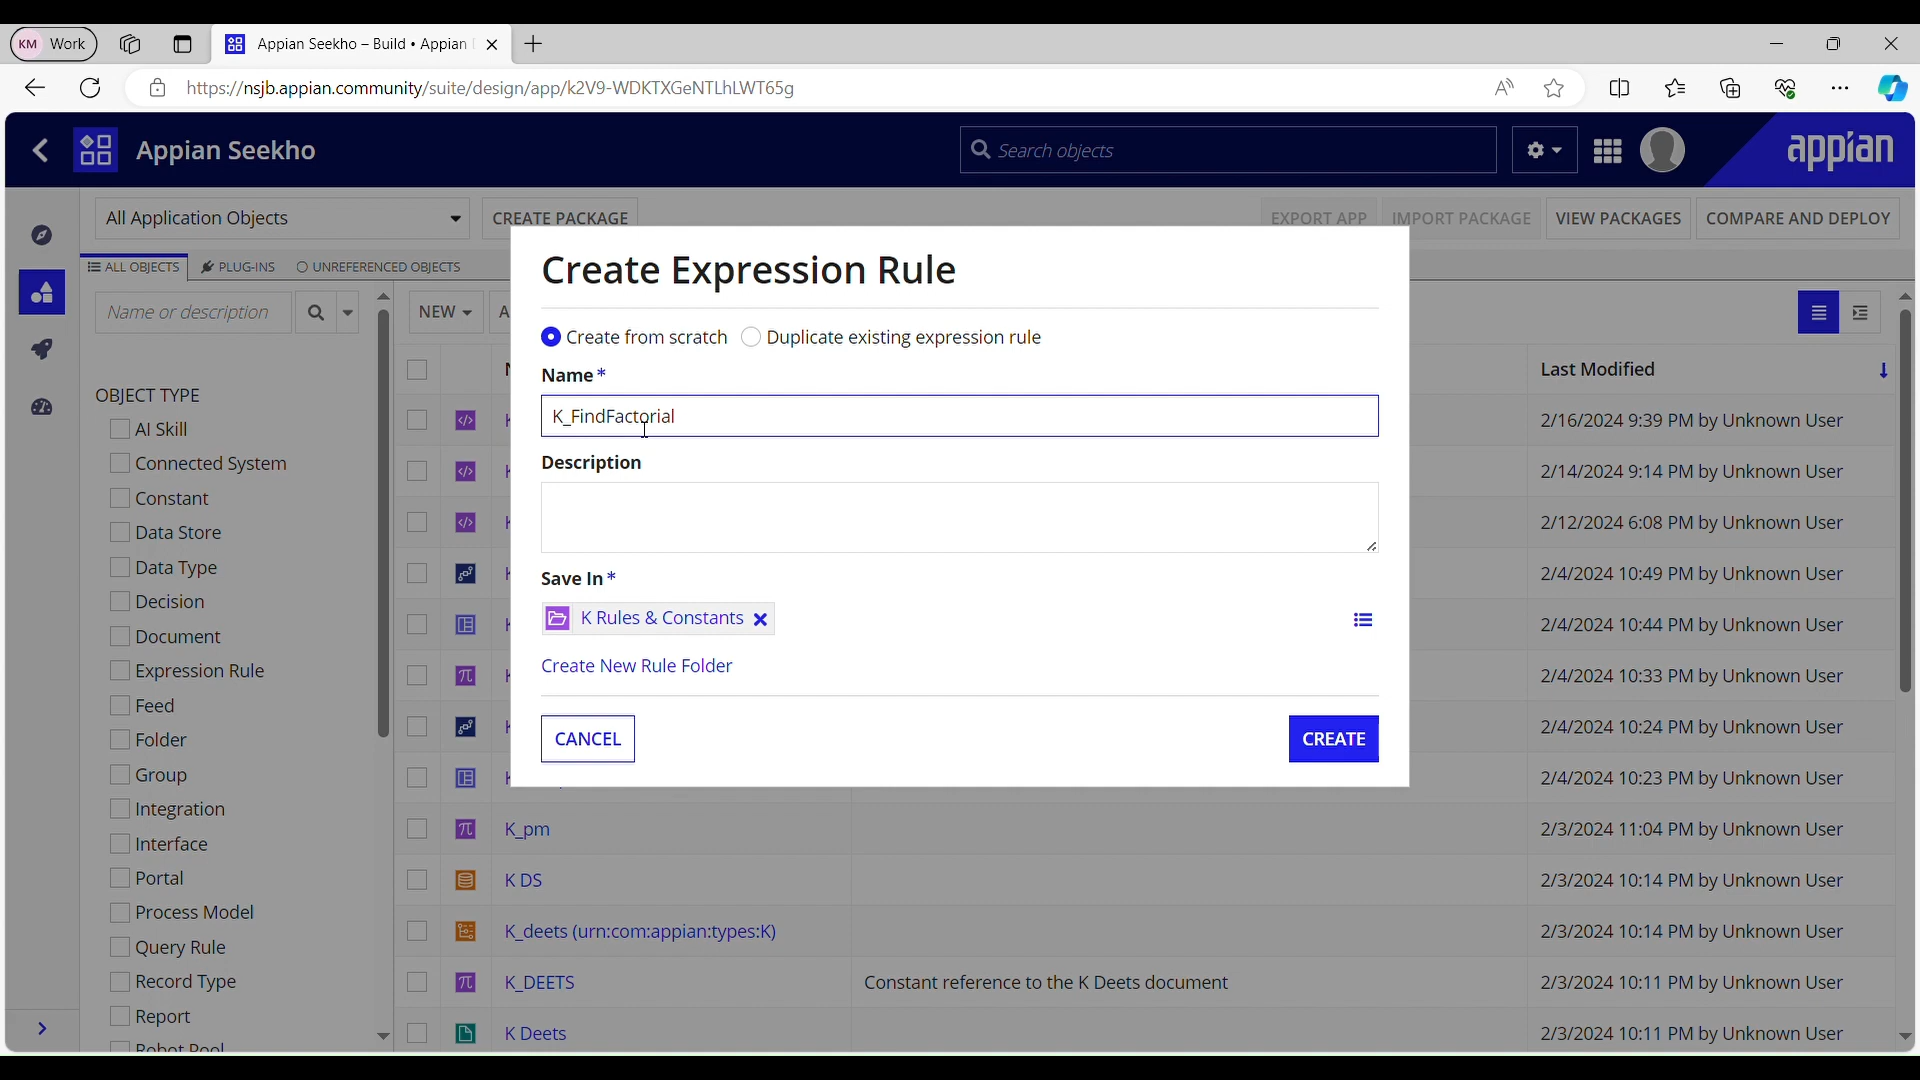 KM Work
Appian Seekho – Build • Appian
https://nsjb.appian.community/suite/design/app/k2V9-WDKTXGeNTLhLWT65g
Appian Seekho
Search objects
appian
All Application Objects
CREATE PACKAGE
EXPORT APP
IMPORT PACKAGE
VIEW PACKAGES
COMPARE AND DEPLOY
ALL OBJECTS
PLUG-INS
UNREFERENCED OBJECTS
Name or description
NEW
OBJECT TYPE
AI Skill
Connected System
Constant
Data Store
Data Type
Decision
Document
Expression Rule
Feed
Folder
Group
Integration
Interface
Portal
Process Model
Query Rule
Record Type
Report
Robot Pool
Create Expression Rule
Create from scratch
Duplicate existing expression rule
Name *
K_FindFactorial
Description
Save In *
K Rules & Constants
Create New Rule Folder
CANCEL
CREATE
Last Modified
2/16/2024 9:39 PM by Unknown User
2/14/2024 9:14 PM by Unknown User
2/12/2024 6:08 PM by Unknown User
2/4/2024 10:49 PM by Unknown User
2/4/2024 10:44 PM by Unknown User
2/4/2024 10:33 PM by Unknown User
2/4/2024 10:24 PM by Unknown User
2/4/2024 10:23 PM by Unknown User
K_pm
2/3/2024 11:04 PM by Unknown User
K DS
2/3/2024 10:14 PM by Unknown User
K_deets (urn:com:appian:types:K)
2/3/2024 10:14 PM by Unknown User
K_DEETS
Constant reference to the K Deets document
2/3/2024 10:11 PM by Unknown User
K Deets
2/3/2024 10:11 PM by Unknown User